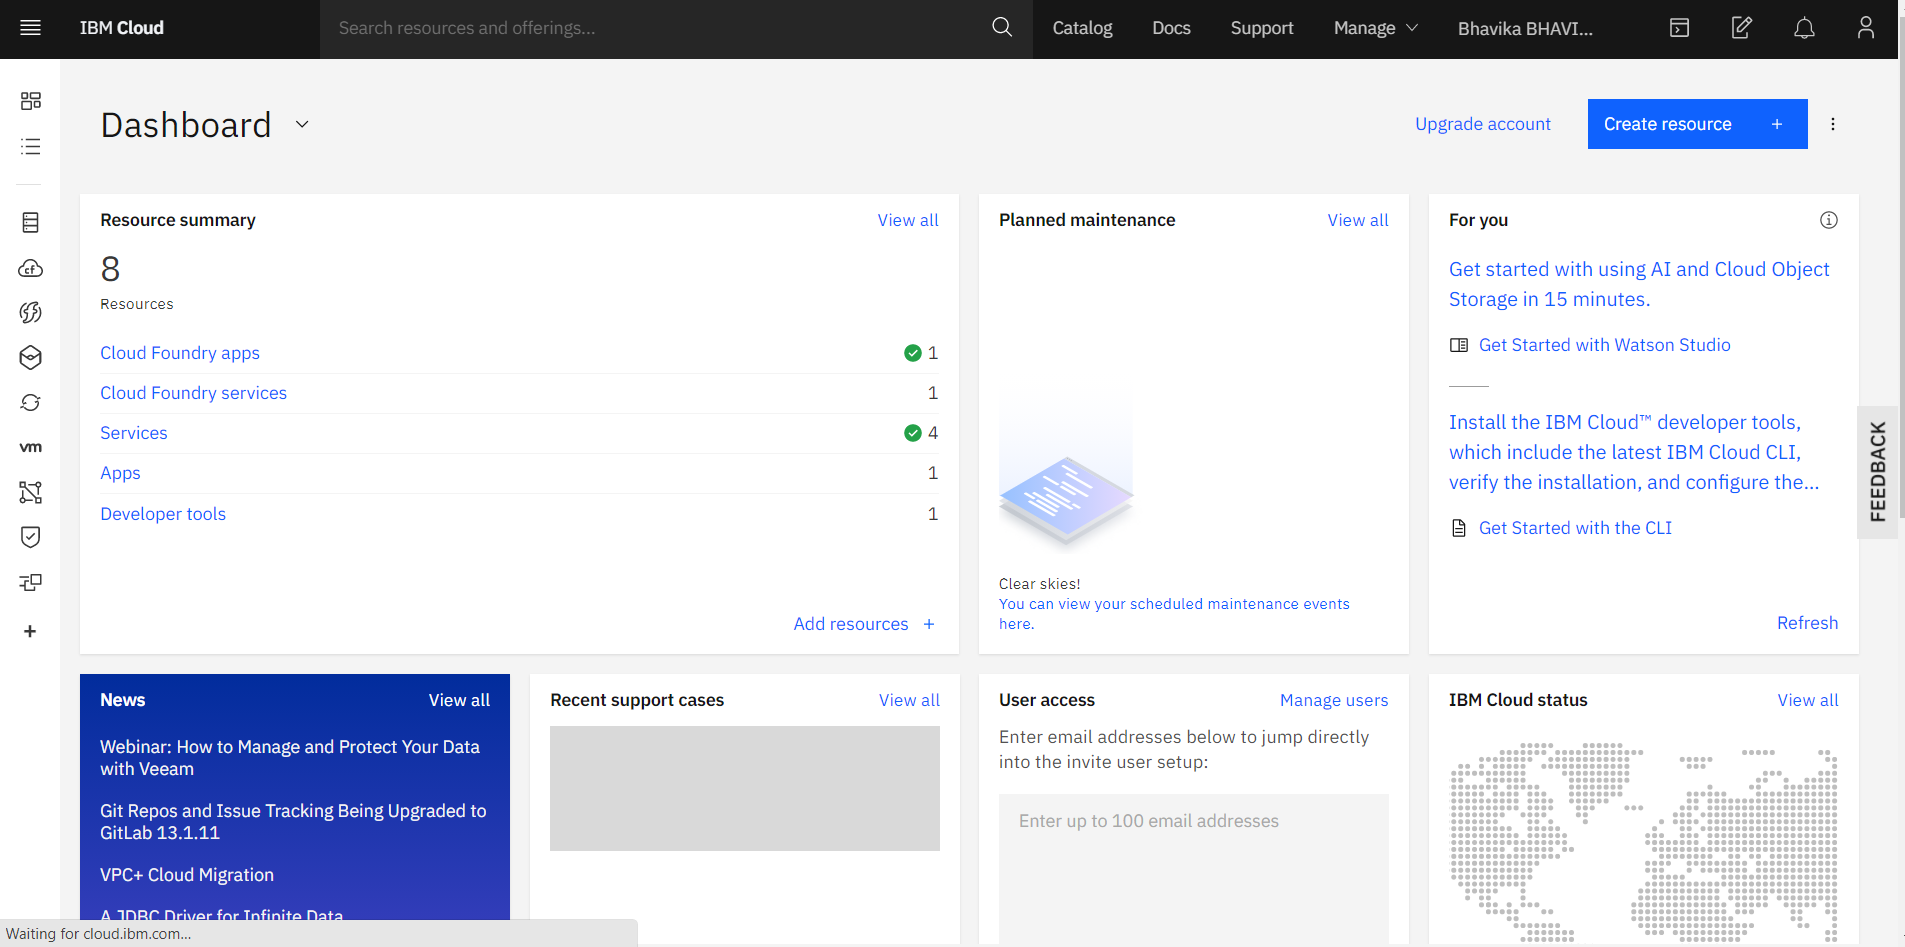 IBM Cloud
Search resources and offerings...
Catalog
Docs
Support
Manage
Bhavika BHAVI...
Dashboard
Upgrade account
Create resource +
Resource summary
View all
8
Resources
Cloud Foundry apps 1
Cloud Foundry services 1
Services 4
Apps 1
Developer tools 1
Add resources +
Planned maintenance
View all
Clear skies!
You can view your scheduled maintenance events
here.
For you
Get started with using AI and Cloud Object
Storage in 15 minutes.
Get Started with Watson Studio
Install the IBM Cloud™ developer tools,
which include the latest IBM Cloud CLI,
verify the installation, and configure the...
Get Started with the CLI
Refresh
FEEDBACK
cf
vm
+
News
View all
Webinar: How to Manage and Protect Your Data
with Veeam
Git Repos and Issue Tracking Being Upgraded to
GitLab 13.1.11
VPC+ Cloud Migration
A JDBC Driver for Infinite Data
Recent support cases
View all
User access
Manage users
Enter email addresses below to jump directly
into the invite user setup:
Enter up to 100 email addresses
IBM Cloud status
View all
Waiting for cloud.ibm.com...